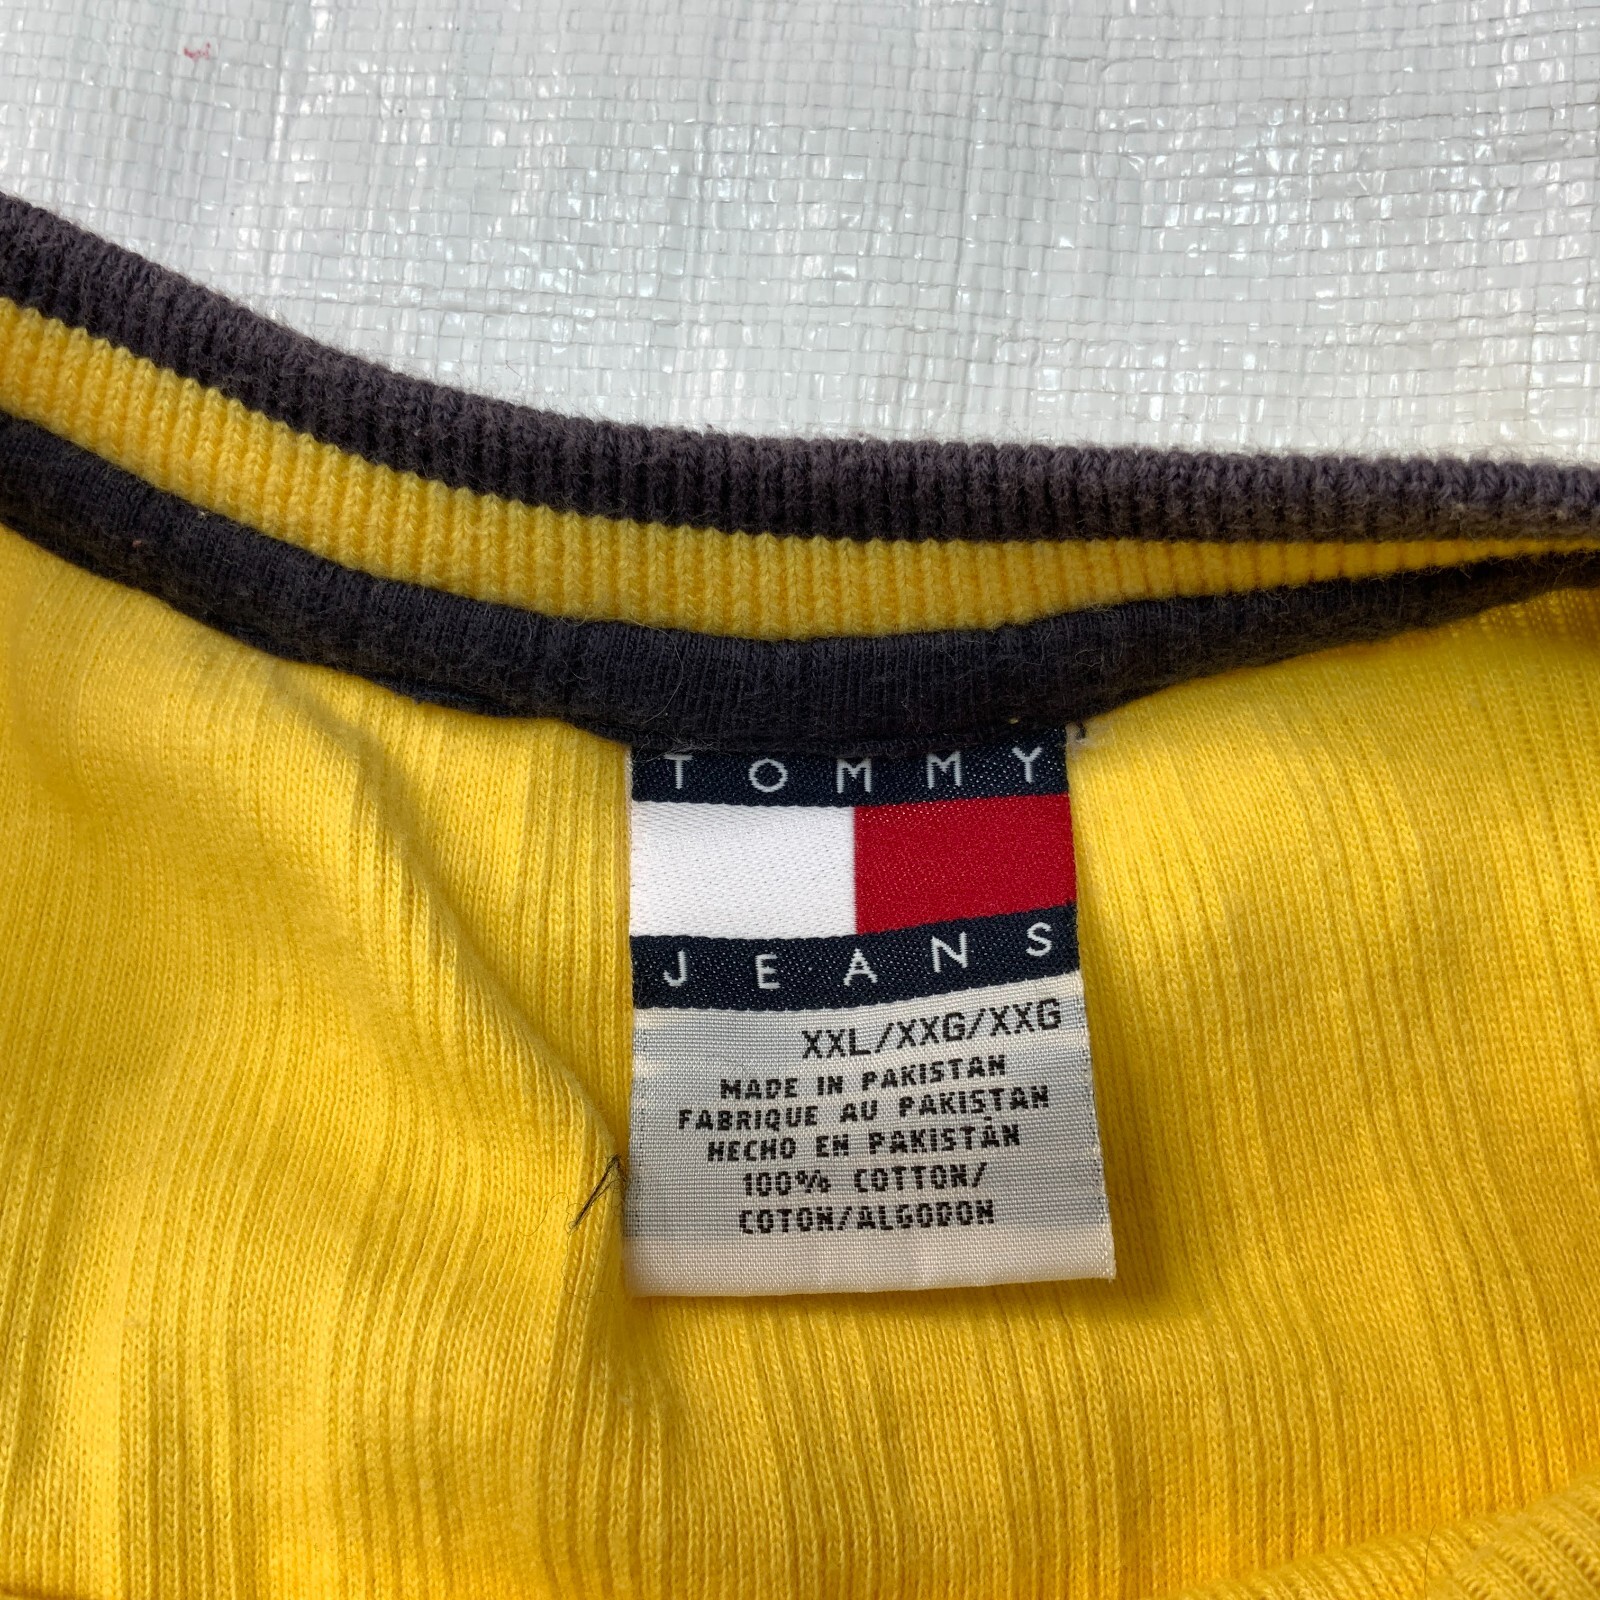 TOMMY
JEANS
XXL/XXG/XXG
MADE IN PAKISTAN
FABRIQUE AU PAKISTAN
HECHO EN PAKISTÁN
100% COTTON/
COTON/ALGODON